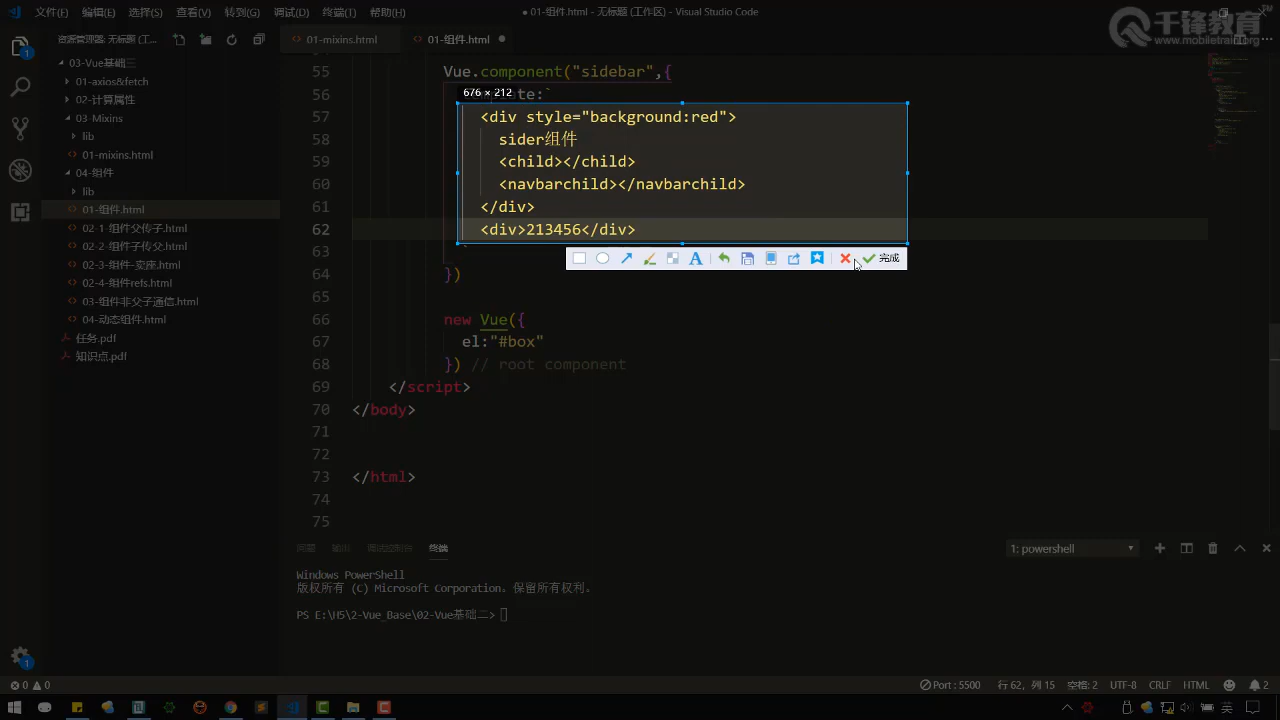 文件(F) 编辑(E) 选择(S) 查看(V) 转到(G) 调试(D) 终端(T) 帮助(H)
● 01-组件.html - 无标题 (工作区) - Visual Studio Code
千锋教育
www.mobiletrain.org
资源管理器: 无标题 (工...
01-mixins.html
01-组件.html
03-Vue基础三
01-axios&fetch
02-计算属性
03-Mixins
lib
01-mixins.html
04-组件
lib
01-组件.html
02-1-组件父传子.html
02-2-组件子传父.html
02-3-组件-变座.html
02-4-组件refs.html
03-组件非父子通信.html
04-动态组件.html
任务.pdf
知识点.pdf
1
55 Vue.component("sidebar",{
676 × 212
56 template:`
57 <div style="background:red">
58 sider组件
59 <child></child>
60 <navbarchild></navbarchild>
61 </div>
62 <div>213456</div>
63 `
A 完成
64 })
65
66 new Vue({
67 el:"#box"
68 }) // root component
69 </script>
70 </body>
71
72
73 </html>
74
75
问题 输出 调试控制台 终端
1: powershell
Windows PowerShell
版权所有 (C) Microsoft Corporation。保留所有权利。
PS E:\H5\2-Vue_Base\02-Vue基础二>
1
0 0
Port : 5500 行 62，列 15 空格: 2 UTF-8 CRLF HTML 2
英